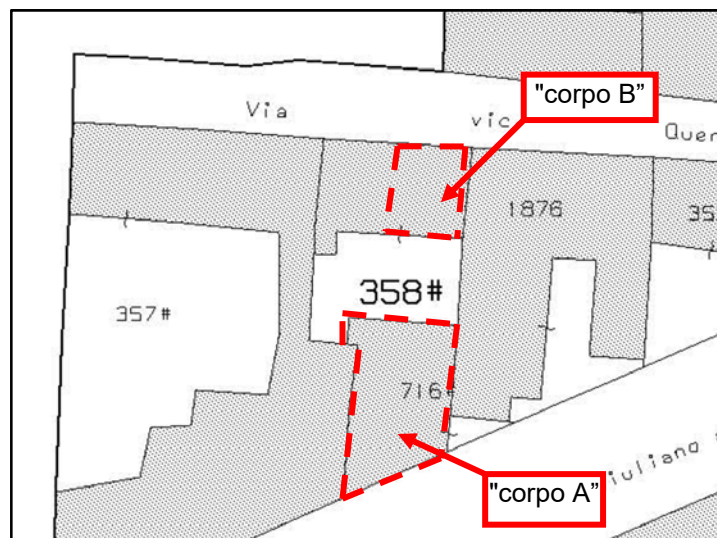 "corpo B”
Via vic Quer
1876
35
358#
357#
716#
"corpo A”
iuliano